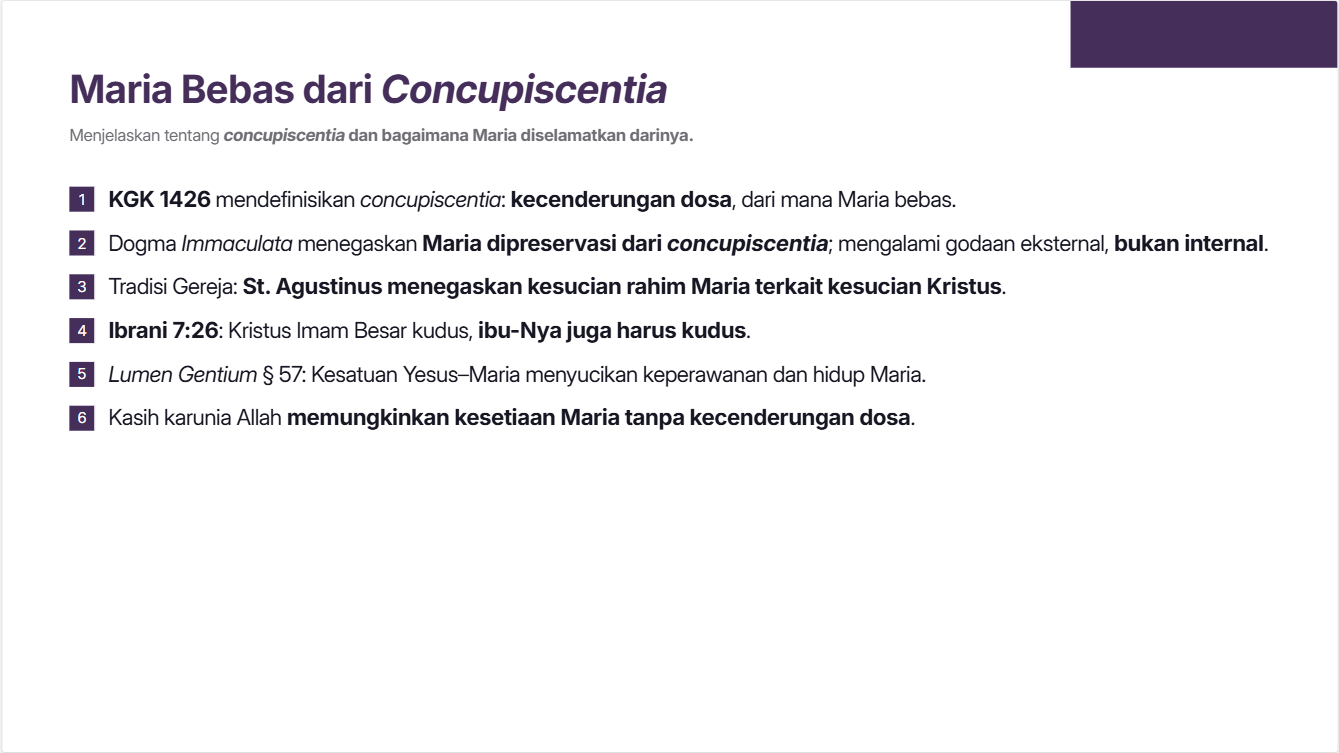 Maria Bebas dari Concupiscentia
Menjelaskan tentang concupiscentia dan bagaimana Maria diselamatkan darinya.
1 KGK 1426 mendefinisikan concupiscentia: kecenderungan dosa, dari mana Maria bebas.
2 Dogma Immaculata menegaskan Maria dipreservasi dari concupiscentia; mengalami godaan eksternal, bukan internal.
3 Tradisi Gereja: St. Agustinus menegaskan kesucian rahim Maria terkait kesucian Kristus.
4 Ibrani 7:26: Kristus Imam Besar kudus, ibu-Nya juga harus kudus.
5 Lumen Gentium § 57: Kesatuan Yesus–Maria menyucikan keperawanan dan hidup Maria.
6 Kasih karunia Allah memungkinkan kesetiaan Maria tanpa kecenderungan dosa.